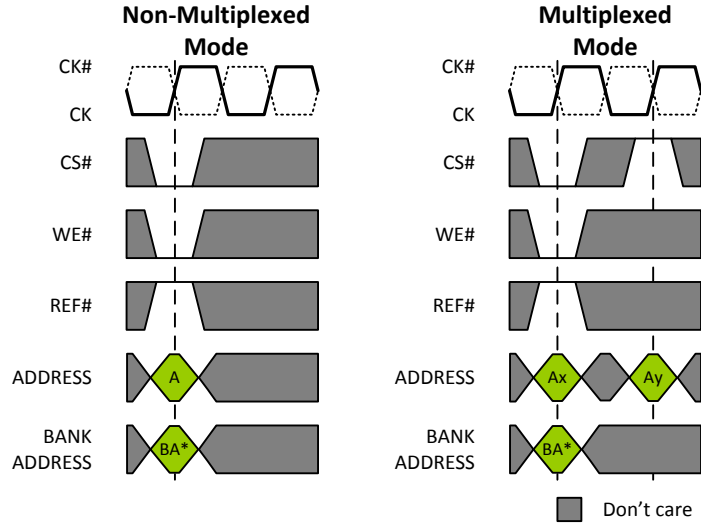 Non-Multiplexed
Mode
CK#
CK
CS#
WE#
REF#
ADDRESS
A
BANK
ADDRESS
BA*
Multiplexed
Mode
CK#
CK
CS#
WE#
REF#
ADDRESS
Ax
Ay
BANK
ADDRESS
BA*
Don't care